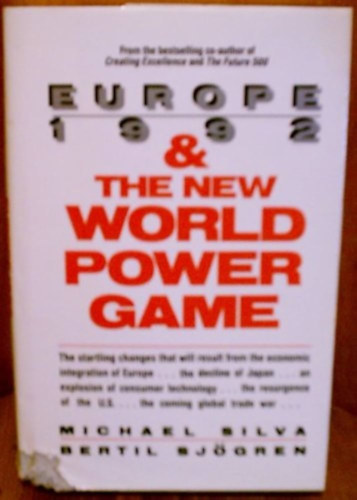 From the bestselling co-author of
Creating Excellence and The Future 500
EUROPE
1992
&
THE NEW
WORLD
POWER
GAME
The startling changes that will result from the economic
integration of Europe . . . the decline of Japan . . . an
explosion of consumer technology . . . the resurgence
of the U.S. . . . the coming global trade war . . .
MICHAEL SILVA
BERTIL SJÖGREN